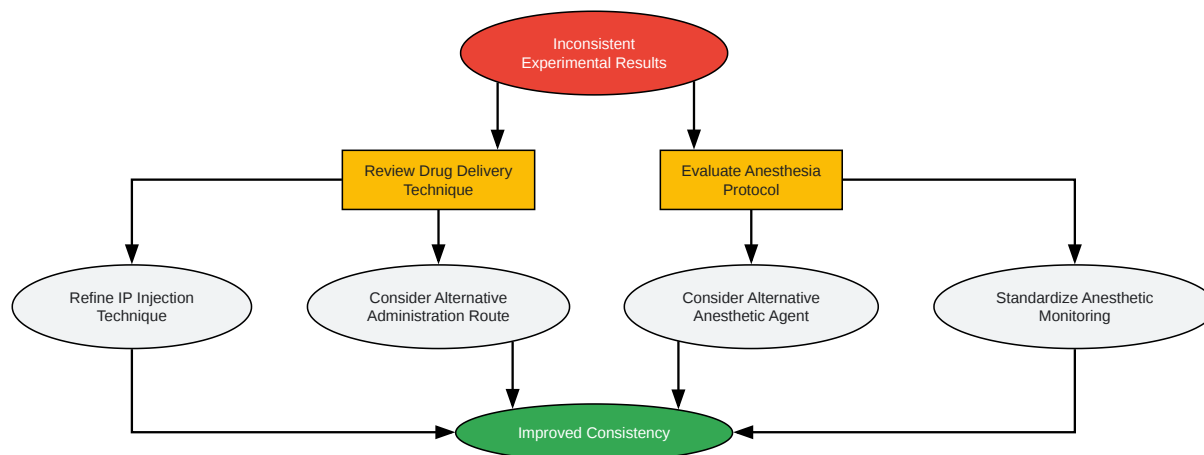 Inconsistent
Experimental Results
Review Drug Delivery
Technique
Evaluate Anesthesia
Protocol
Refine IP Injection
Technique
Consider Alternative
Administration Route
Consider Alternative
Anesthetic Agent
Standardize Anesthetic
Monitoring
Improved Consistency